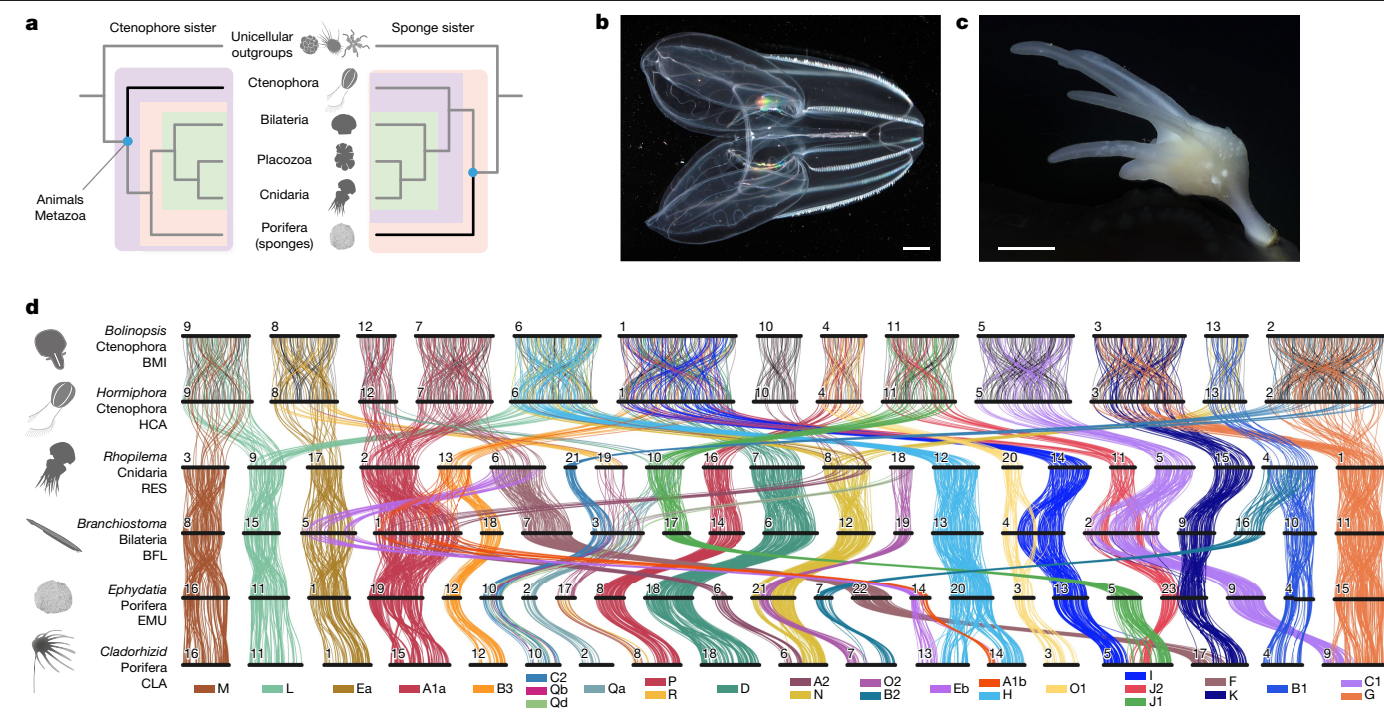 a
Ctenophore sister
Sponge sister
Unicellular
outgroups
Ctenophora
Bilateria
Placozoa
Cnidaria
Porifera
(sponges)
Animals
Metazoa
b
c
d
Bolinopsis
Ctenophora
BMI
9 8 12 7 6 1 10 4 11 5 3 13 2
Hormiphora
Ctenophora
HCA
9 8 12 7 6 1 10 4 11 5 3 13 2
Rhopilema
Cnidaria
RES
3 9 17 2 13 6 21 19 10 16 7 8 18 12 20 14 11 5 15 4 1
Branchiostoma
Bilateria
BFL
8 15 5 1 18 7 3 17 14 6 12 19 13 4 2 9 16 10 11
Ephydatia
Porifera
EMU
16 11 1 19 12 10 2 17 8 18 6 21 7 22 14 20 3 13 5 23 9 4 15
Cladorhizid
Porifera
CLA
16 11 1 15 12 10 2 8 18 6 7 13 14 3 5 17 4 9
M
L
Ea
A1a
B3
C2
Qb
Qd
Qa
P
R
D
A2
N
O2
B2
Eb
A1b
H
O1
I
J2
J1
F
K
B1
C1
G